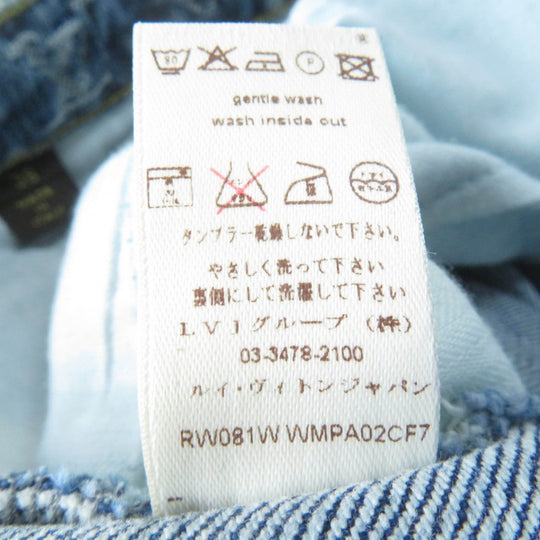 P
gentle wash
wash inside out
タンブラー乾燥しないで下さい。
やさしく洗って下さい
裏側にして洗濯して下さい
LVJグループ（株）
03-3478-2100
ルイ・ヴィトンジャパン
RW081W WMPA02CF7